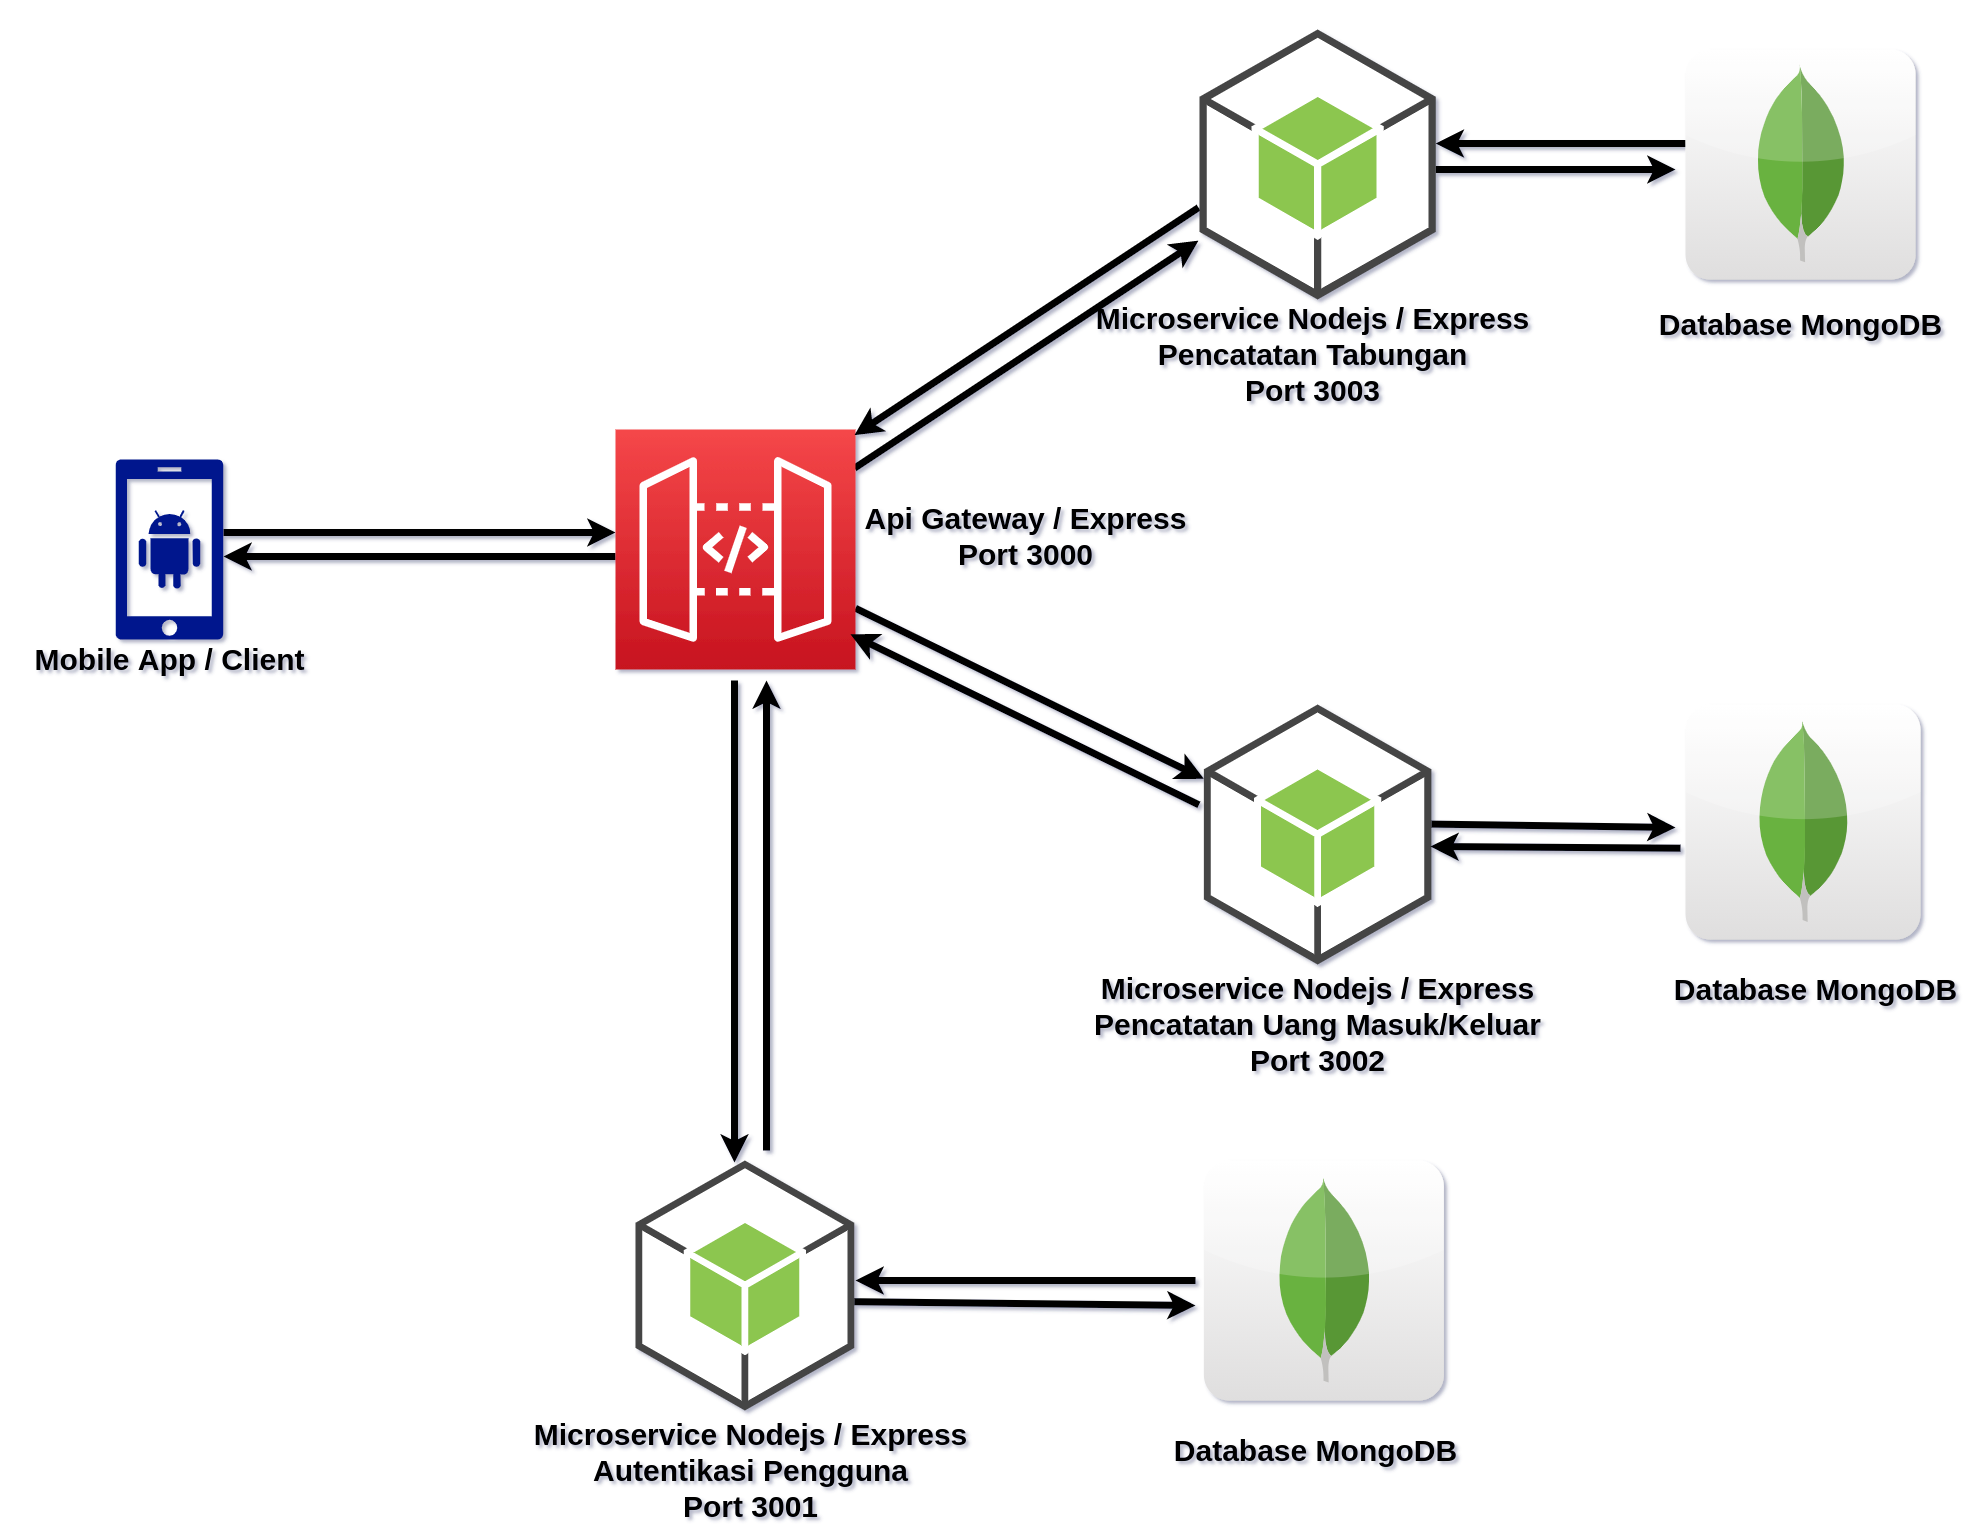 Microservice Nodejs / Express
Pencatatan Tabungan
Port 3003
Database MongoDB
Api Gateway / Express
Port 3000
Mobile App / Client
Microservice Nodejs / Express
Pencatatan Uang Masuk/Keluar
Port 3002
Database MongoDB
Microservice Nodejs / Express
Autentikasi Pengguna
Port 3001
Database MongoDB